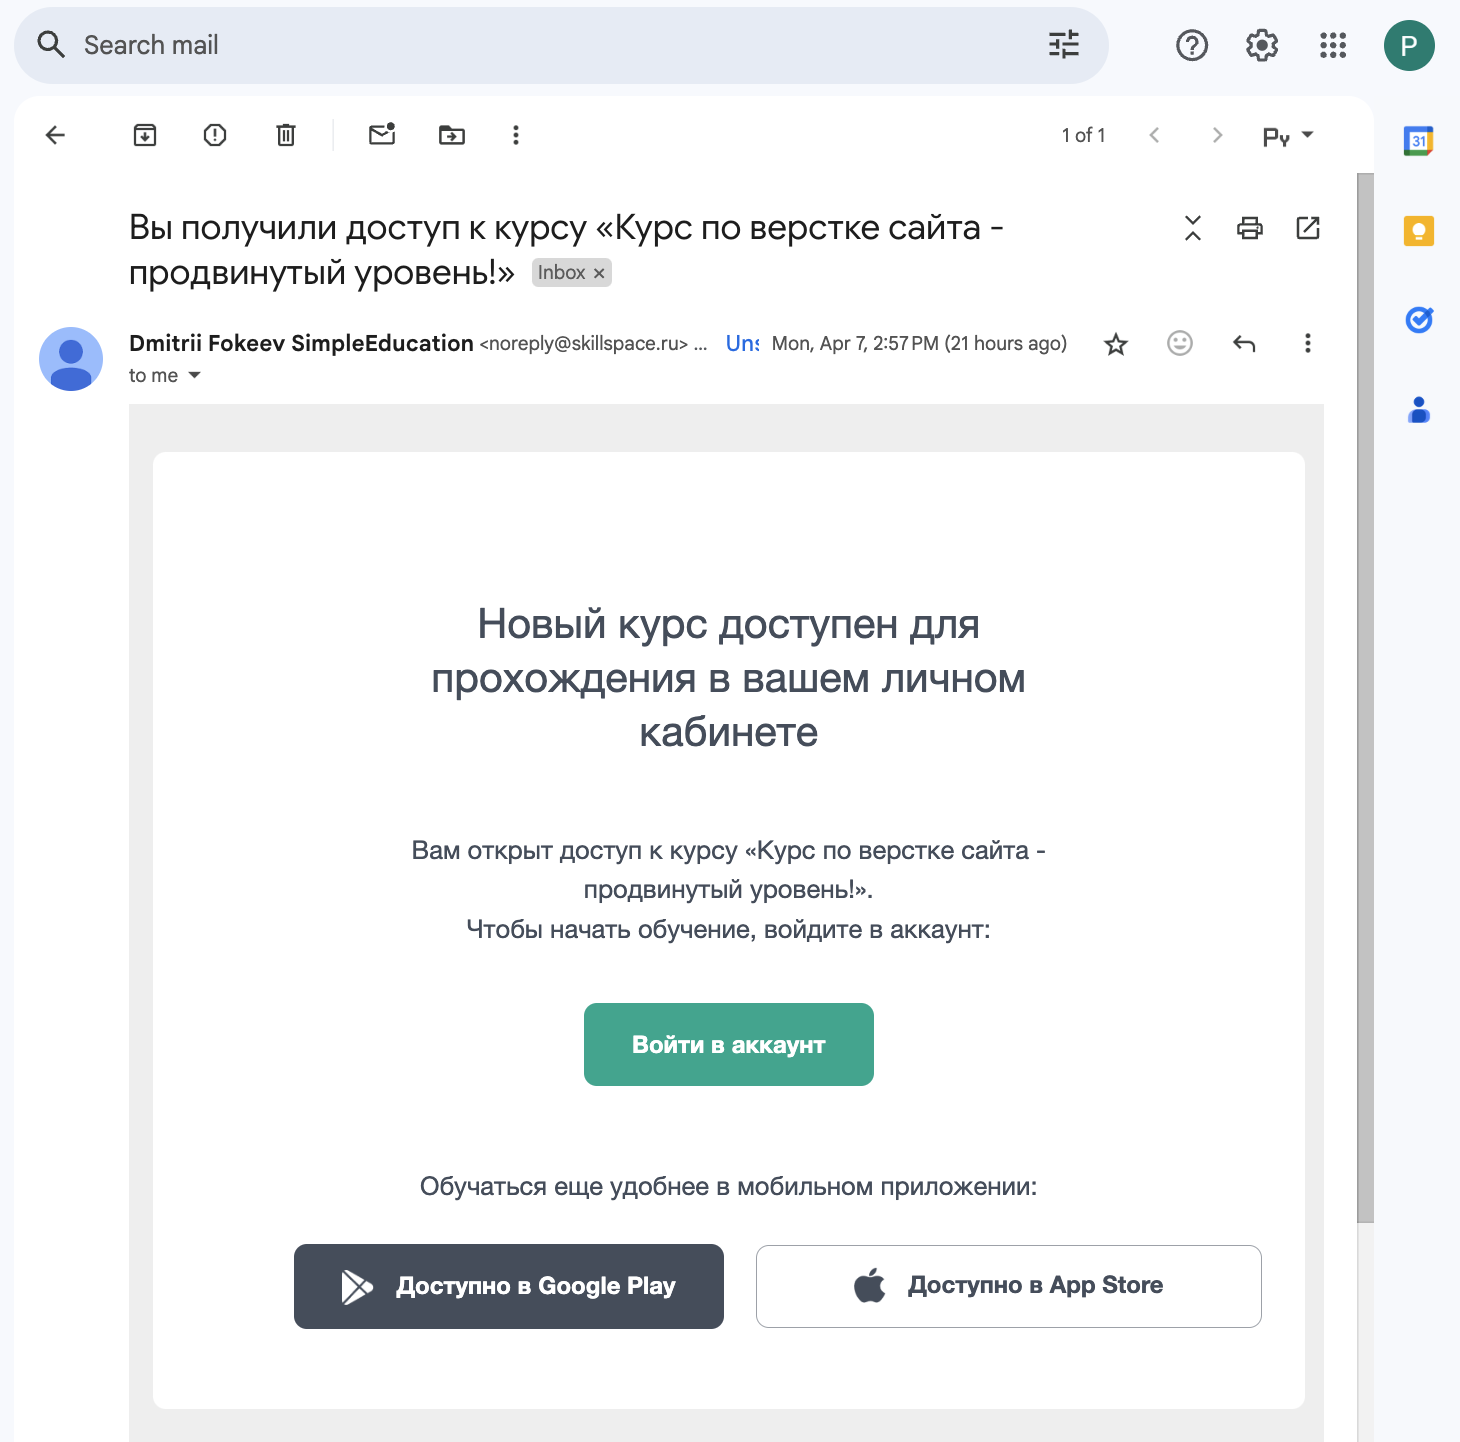 Search mail
P
1 of 1
31
Вы получили доступ к курсу «Курс по верстке сайта -
продвинутый уровень!» Inbox ×
Dmitrii Fokeev SimpleEducation <noreply@skillspace.ru> ... Uns Mon, Apr 7, 2:57 PM (21 hours ago)
to me
Новый курс доступен для
прохождения в вашем личном
кабинете
Вам открыт доступ к курсу «Курс по верстке сайта -
продвинутый уровень!».
Чтобы начать обучение, войдите в аккаунт:
Войти в аккаунт
Обучаться еще удобнее в мобильном приложении:
Доступно в Google Play
Доступно в App Store